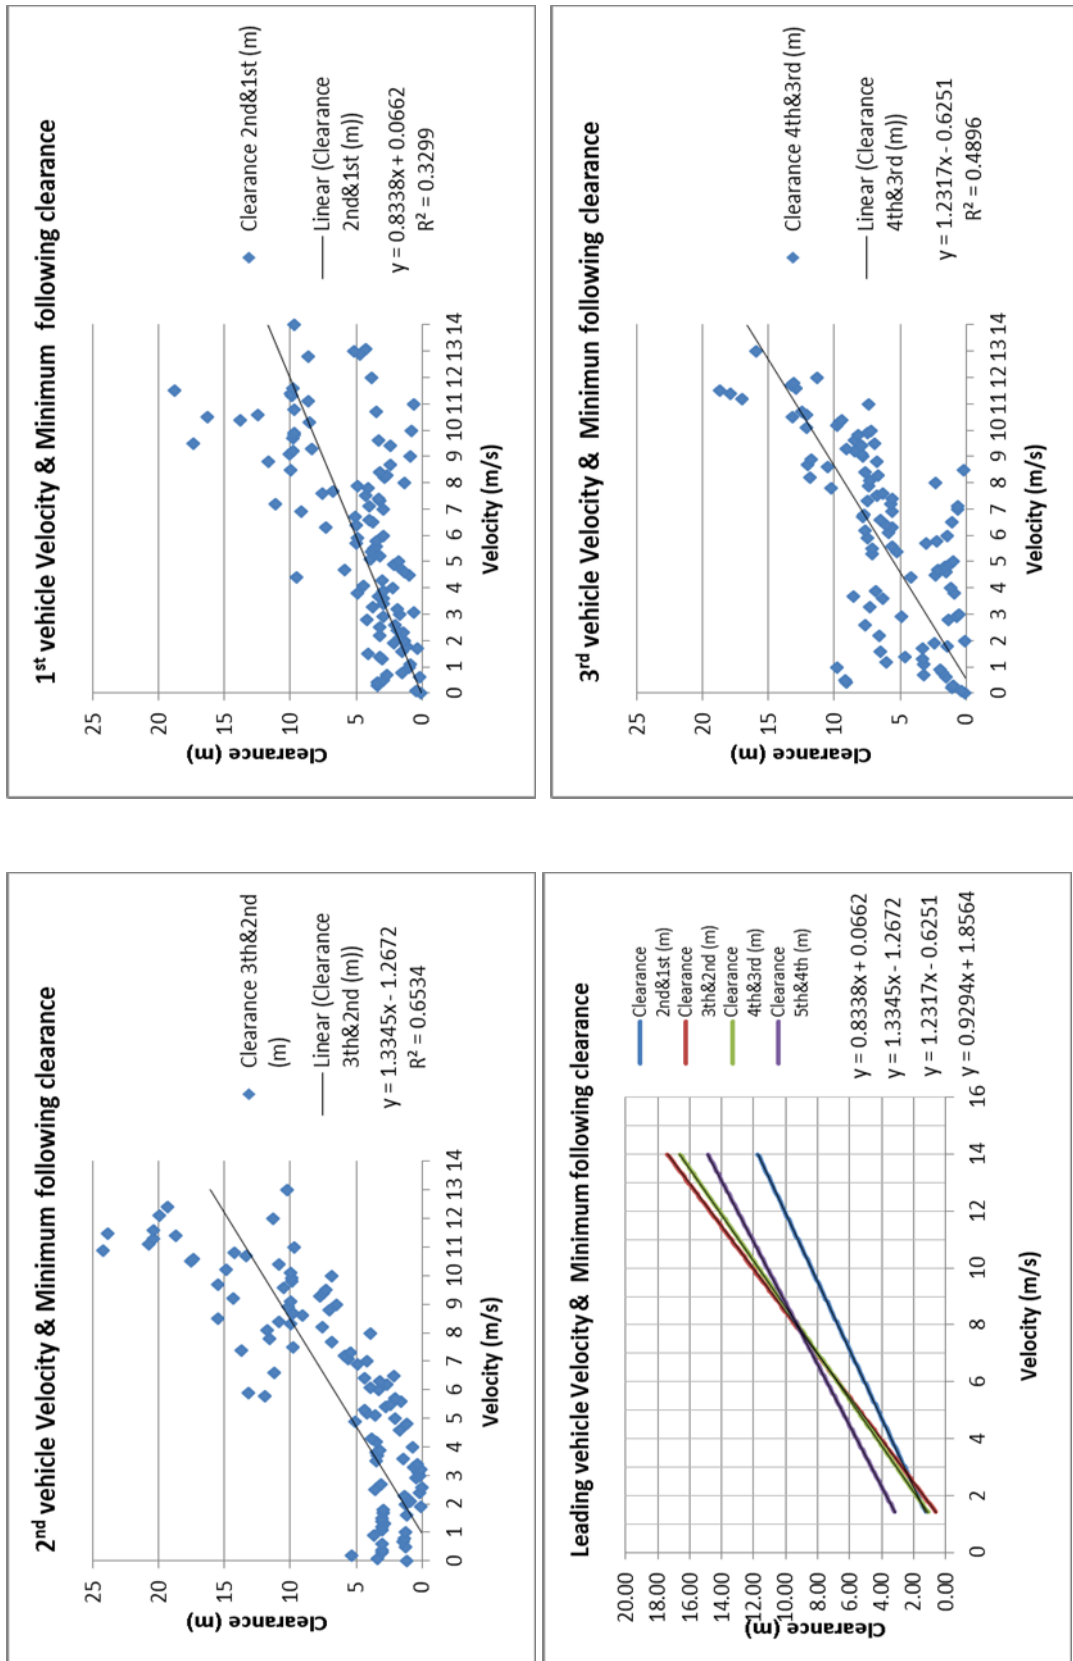 2nd vehicle Velocity & Minimum following clearance
25
20
15
10
5
0
Clearance (m)
0 1 2 3 4 5 6 7 8 9 10 11 12 13 14
Velocity (m/s)
Clearance 3th&2nd
(m)
Linear (Clearance
3th&2nd (m))
y = 1.3345x - 1.2672
R² = 0.6534
1st vehicle Velocity & Minimum following clearance
25
20
15
10
5
0
Clearance (m)
0 1 2 3 4 5 6 7 8 9 10 11 12 13 14
Velocity (m/s)
Clearance 2nd&1st (m)
Linear (Clearance
2nd&1st (m))
y = 0.8338x + 0.0662
R² = 0.3299
Leading vehicle Velocity & Minimum following clearance
20.00
18.00
16.00
14.00
12.00
10.00
8.00
6.00
4.00
2.00
0.00
Clearance (m)
0 2 4 6 8 10 12 14 16
Velocity (m/s)
Clearance
2nd&1st (m)
Clearance
3th&2nd (m)
Clearance
4th&3rd (m)
Clearance
5th&4th (m)
y = 0.8338x + 0.0662
y = 1.3345x - 1.2672
y = 1.2317x - 0.6251
y = 0.9294x + 1.8564
3rd vehicle Velocity & Minimun following clearance
25
20
15
10
5
0
Clearance (m)
0 1 2 3 4 5 6 7 8 9 10 11 12 13 14
Velocity (m/s)
Clearance 4th&3rd (m)
Linear (Clearance
4th&3rd (m))
y = 1.2317x - 0.6251
R² = 0.4896